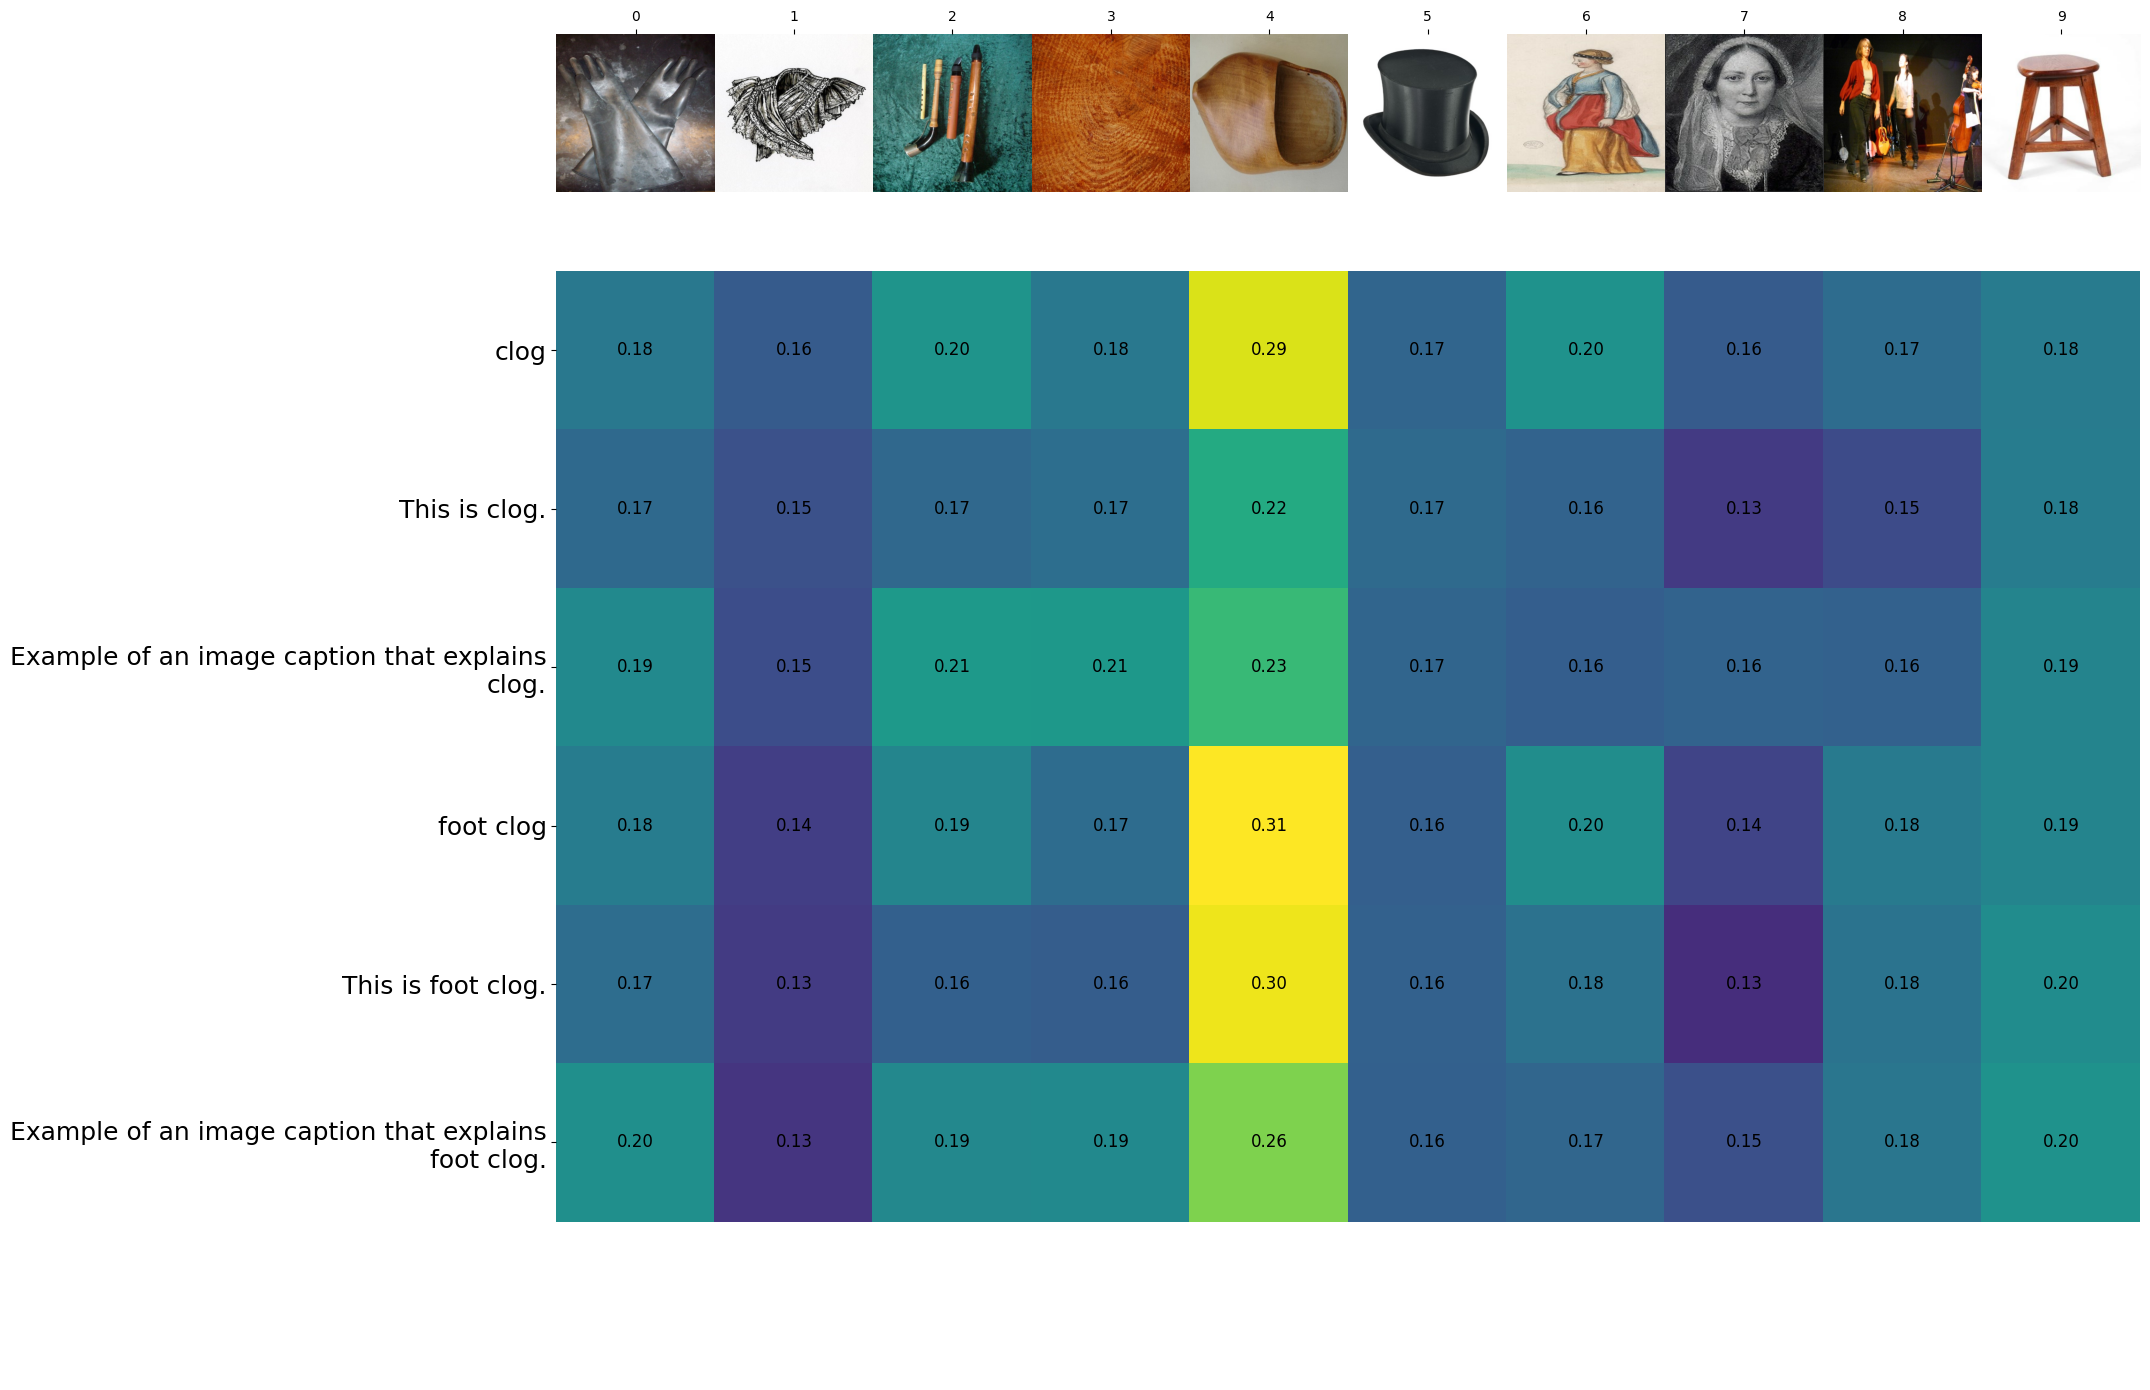 0 1 2 3 4 5 6 7 8 9
clog 0.18 0.16 0.20 0.18 0.29 0.17 0.20 0.16 0.17 0.18
This is clog. 0.17 0.15 0.17 0.17 0.22 0.17 0.16 0.13 0.15 0.18
Example of an image caption that explains
clog. 0.19 0.15 0.21 0.21 0.23 0.17 0.16 0.16 0.16 0.19
foot clog 0.18 0.14 0.19 0.17 0.31 0.16 0.20 0.14 0.18 0.19
This is foot clog. 0.17 0.13 0.16 0.16 0.30 0.16 0.18 0.13 0.18 0.20
Example of an image caption that explains
foot clog. 0.20 0.13 0.19 0.19 0.26 0.16 0.17 0.15 0.18 0.20